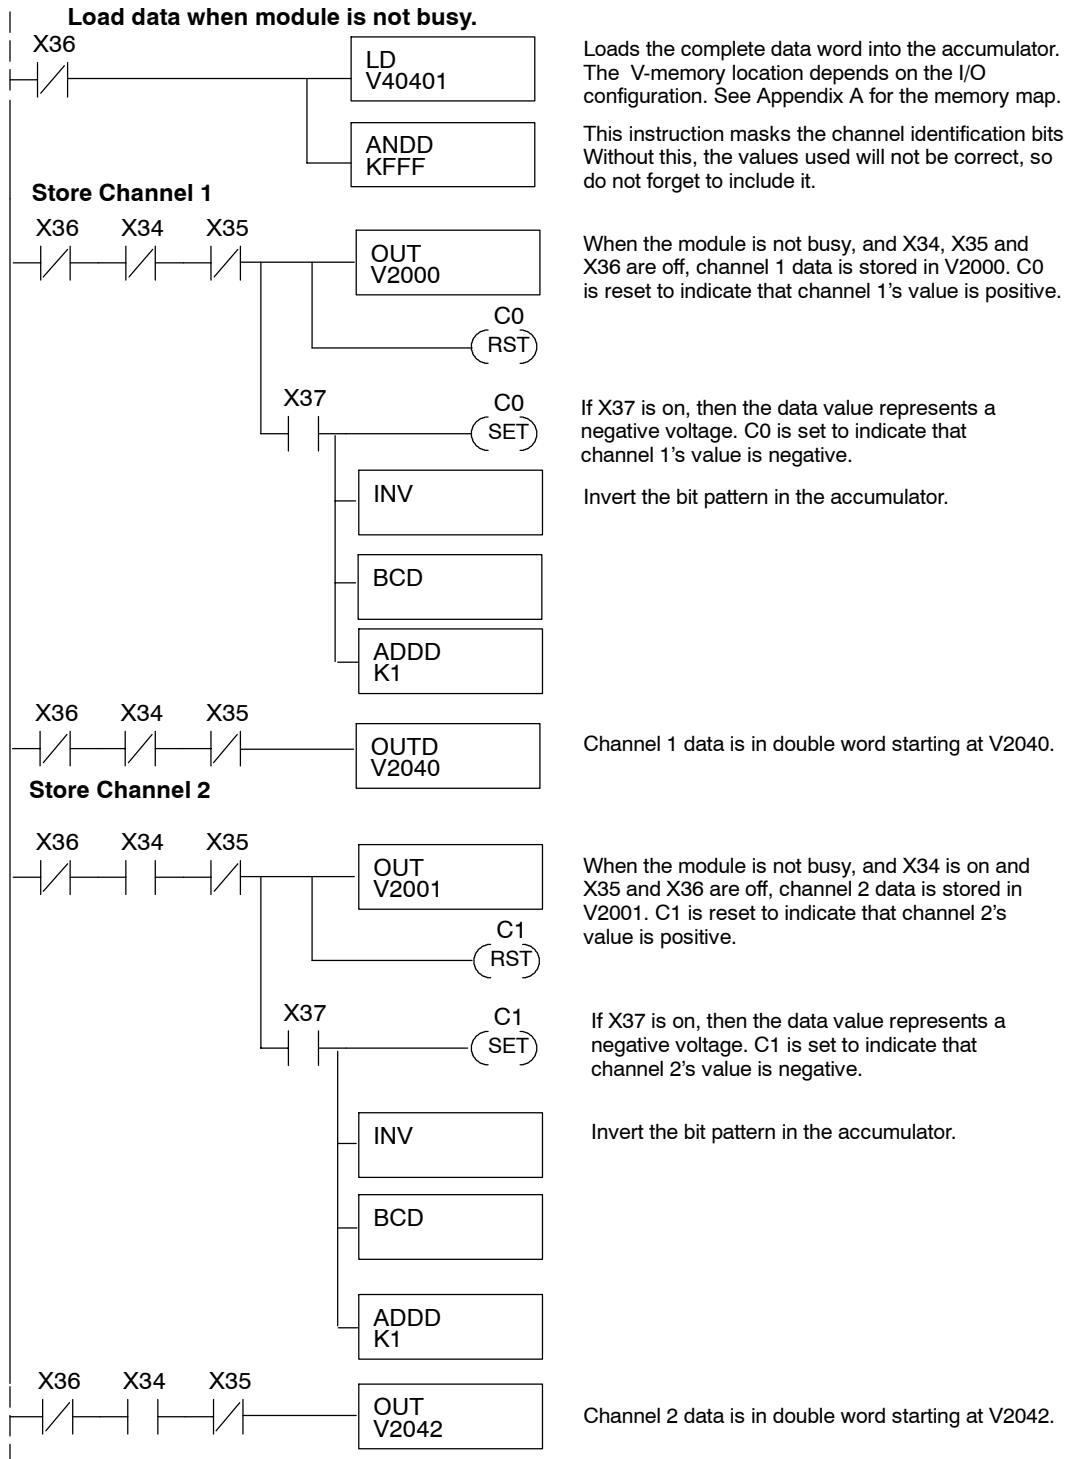 Load data when module is not busy.
X36
LD
V40401
Loads the complete data word into the accumulator.
The V-memory location depends on the I/O
configuration. See Appendix A for the memory map.
ANDD
KFFF
This instruction masks the channel identification bits
Without this, the values used will not be correct, so
do not forget to include it.
Store Channel 1
X36 X34 X35
OUT
V2000
When the module is not busy, and X34, X35 and
X36 are off, channel 1 data is stored in V2000. C0
is reset to indicate that channel 1's value is positive.
C0
RST
X37
C0
SET
If X37 is on, then the data value represents a
negative voltage. C0 is set to indicate that
channel 1's value is negative.
INV
Invert the bit pattern in the accumulator.
BCD
ADDD
K1
X36 X34 X35
OUTD
V2040
Channel 1 data is in double word starting at V2040.
Store Channel 2
X36 X34 X35
OUT
V2001
When the module is not busy, and X34 is on and
X35 and X36 are off, channel 2 data is stored in
V2001. C1 is reset to indicate that channel 2's
value is positive.
C1
RST
X37
C1
SET
If X37 is on, then the data value represents a
negative voltage. C1 is set to indicate that
channel 2's value is negative.
INV
Invert the bit pattern in the accumulator.
BCD
ADDD
K1
X36 X34 X35
OUT
V2042
Channel 2 data is in double word starting at V2042.